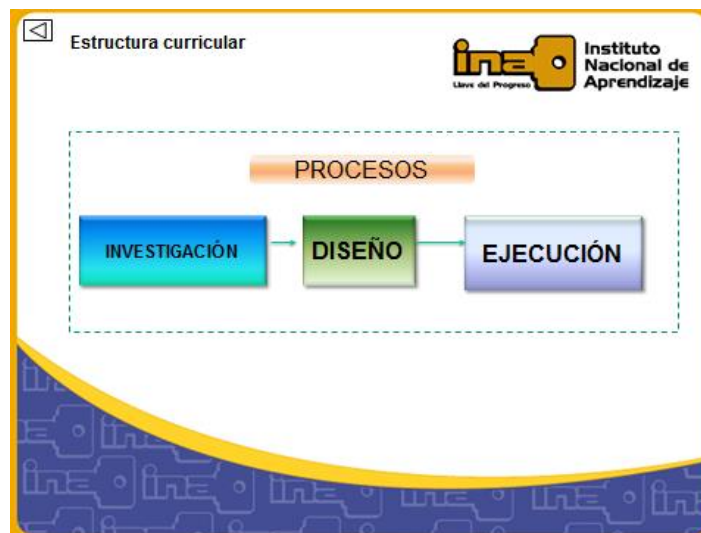 Estructura curricular
ina
Llave del Progreso
Instituto
Nacional de
Aprendizaje
PROCESOS
INVESTIGACIÓN
DISEÑO
EJECUCIÓN